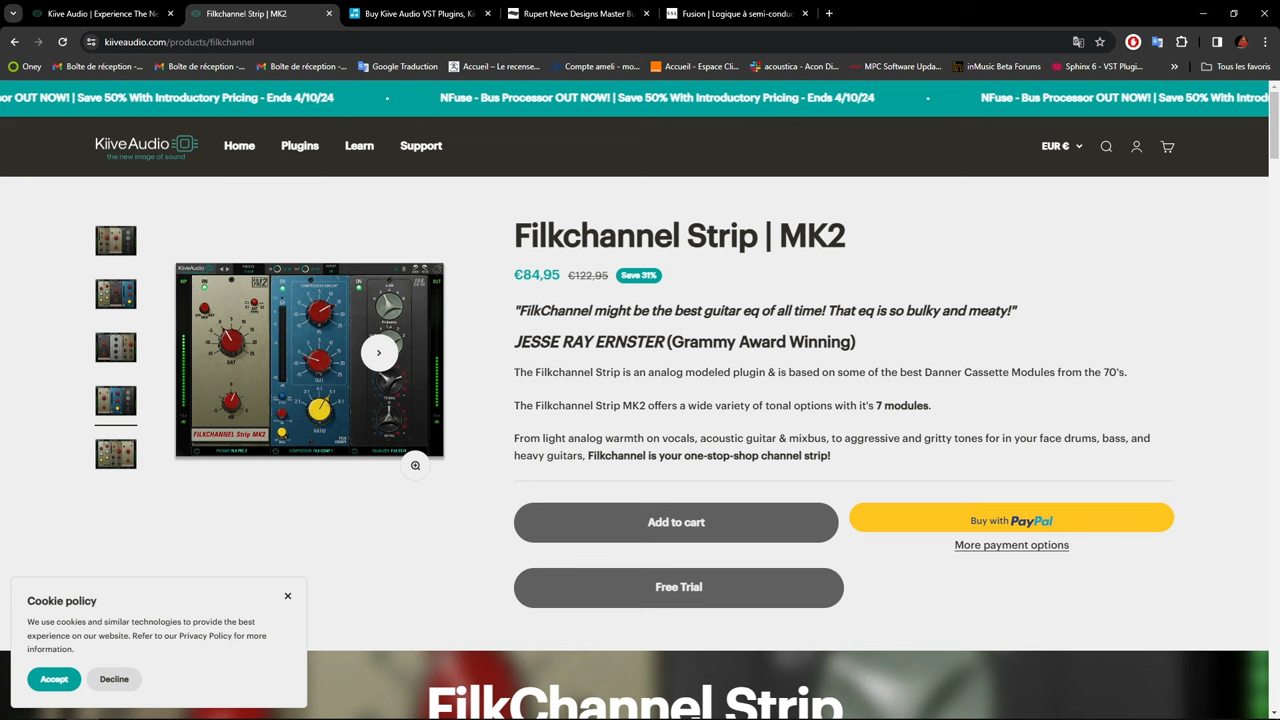 Kiive Audio | Experience The Ne
Filkchannel Strip | MK2
Buy Kiive Audio VST Plugins, Ki
Rupert Neve Designs Master Bu
Fusion | Logique à semi-conduc
kiiveaudio.com/products/filkchannel
Oney
Boîte de réception -...
Boîte de réception -...
Boîte de réception -...
Google Traduction
Accueil – Le recense...
Compte ameli - mo...
Accueil - Espace Cli...
acoustica - Acon Di...
MPC Software Upda...
inMusic Beta Forums
Sphinx 6 - VST Plugi...
Tous les favoris
or OUT NOW! | Save 50% With Introductory Pricing - Ends 4/10/24
NFuse - Bus Processor OUT NOW! | Save 50% With Introductory Pricing - Ends 4/10/24
NFuse - Bus Processor OUT NOW! | Save 50% With Introd
Kiive Audio
the new image of sound
Home
Plugins
Learn
Support
EUR €
Filkchannel Strip | MK2
€84,95 €122,95 Save 31%
"FilkChannel might be the best guitar eq of all time! That eq is so bulky and meaty!"
JESSE RAY ERNSTER (Grammy Award Winning)
The Filkchannel Strip is an analog modeled plugin & is based on some of the best Danner Cassette Modules from the 70's.
The Filkchannel Strip MK2 offers a wide variety of tonal options with it's 7 modules.
From light analog warmth on vocals, acoustic guitar & mixbus, to aggressive and gritty tones for in your face drums, bass, and
heavy guitars, Filkchannel is your one-stop-shop channel strip!
INP
ON
MK2
SAT
FILKCHANNEL Strip MK2
ON
IN
OUT
RATIO
MIX
ON
OUT
Add to cart
Buy with PayPal
More payment options
Free Trial
Cookie policy
We use cookies and similar technologies to provide the best
experience on our website. Refer to our Privacy Policy for more
information.
Accept
Decline
FilkChannel Strip